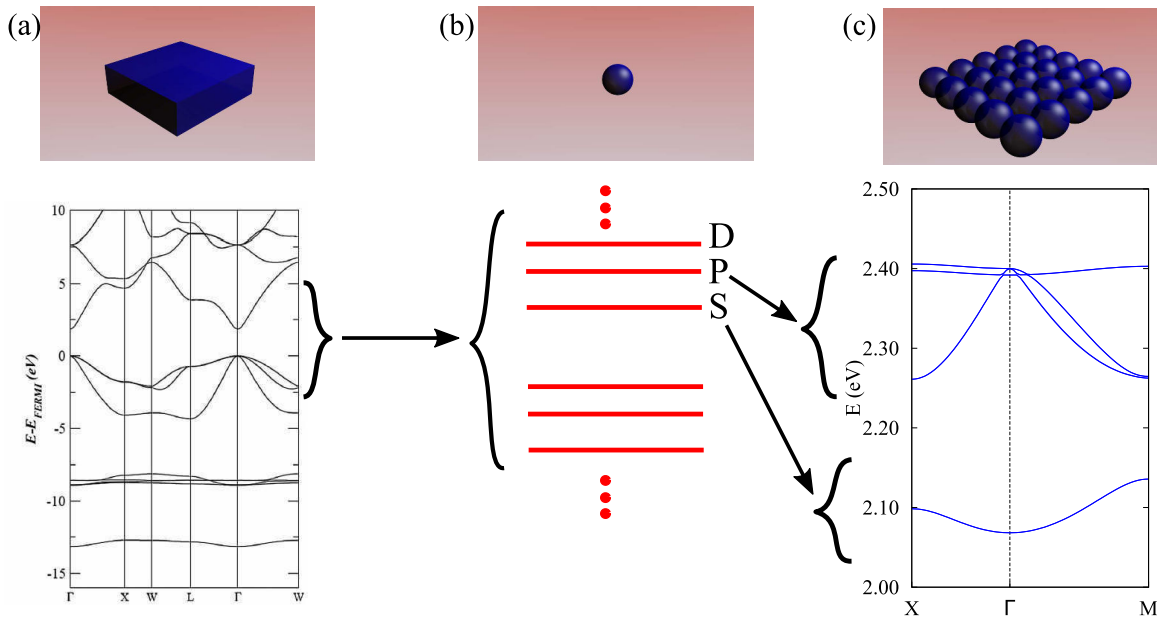 (a)
(b)
(c)
10
5
0
-5
-10
-15
E-E_FERMI (eV)
Γ X W L Γ W
D
P
S
2.50
2.40
2.30
2.20
2.10
2.00
E (eV)
X Γ M